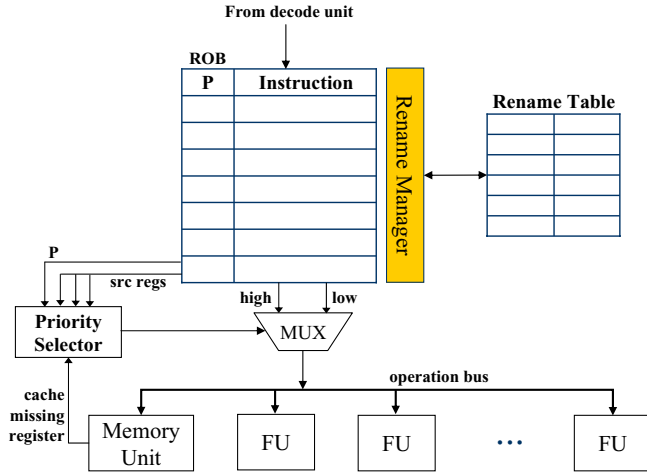 From decode unit
ROB
P Instruction
Rename Manager
Rename Table
P
src regs
high low
Priority
Selector
MUX
operation bus
cache
missing
register
Memory
Unit
FU
FU
...
FU